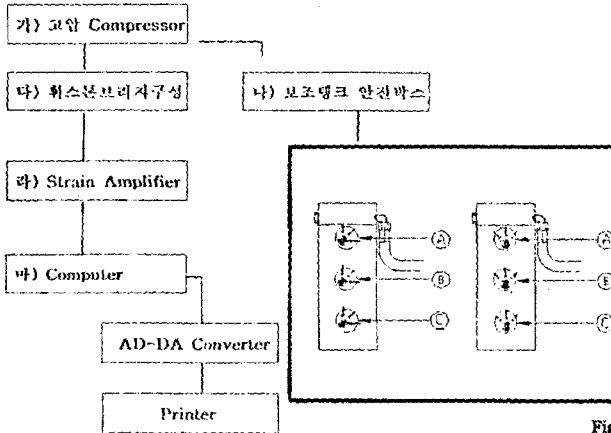 가) 고압 Compressor
다) 휘스톤브리지구성
나) 보조탱크 안전박스
라) Strain Amplifier
마) Computer
AD-DA Converter
Printer
Ⓐ
Ⓑ
Ⓒ
Ⓐ
Ⓑ
Ⓒ
Fig